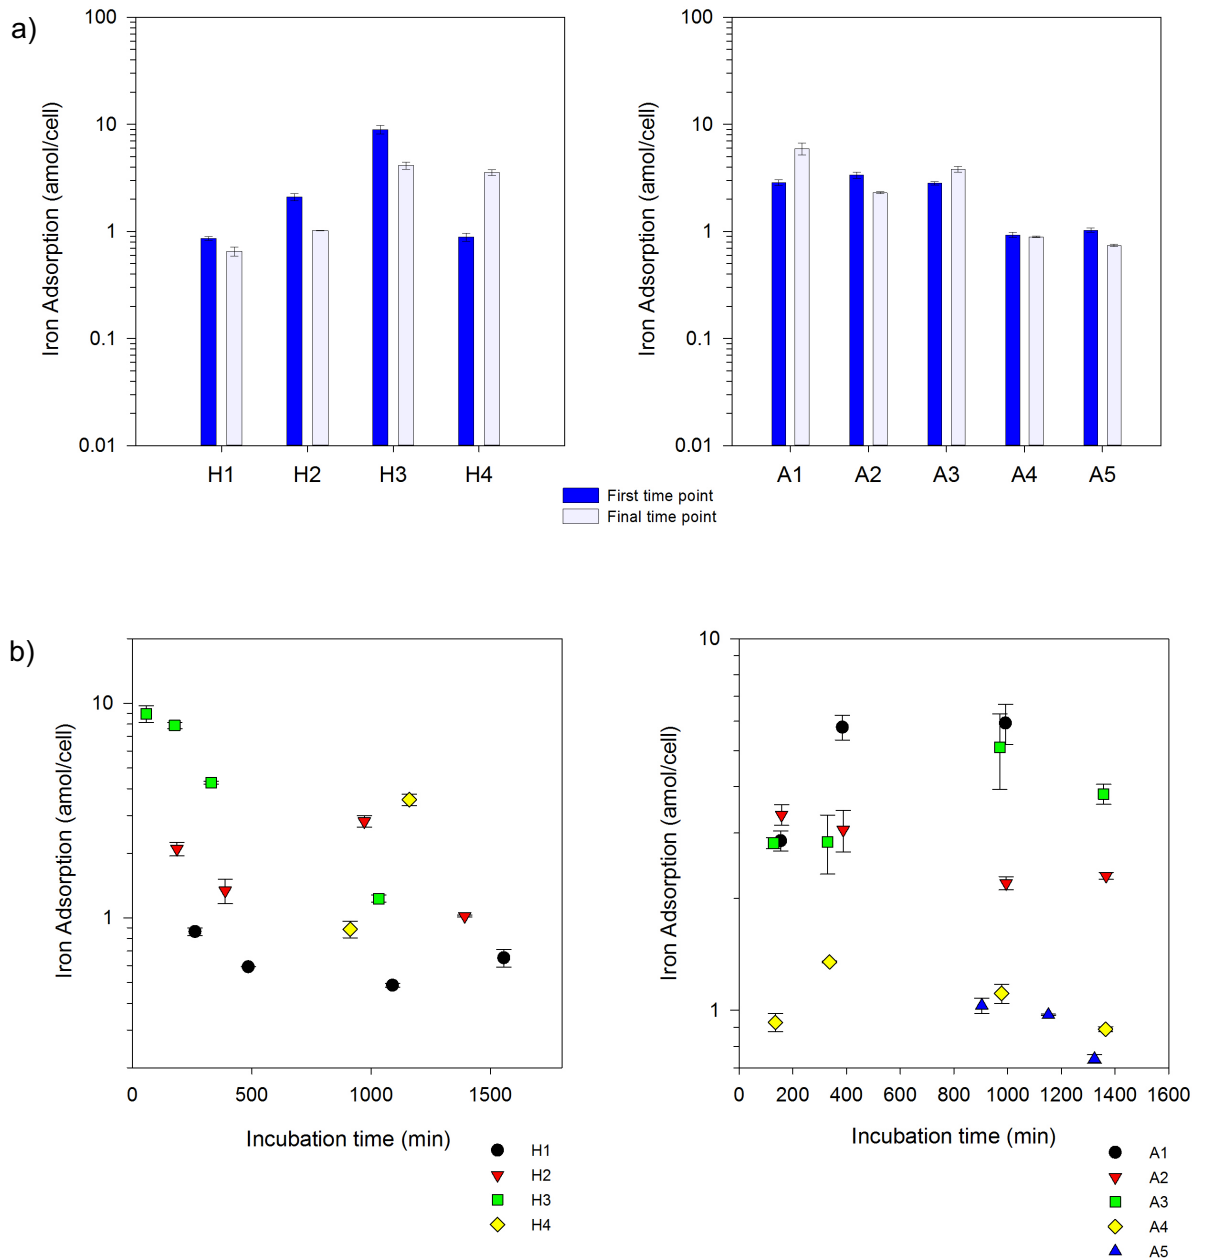 a)
100
10
1
0.1
0.01
Iron Adsorption (amol/cell)
H1 H2 H3 H4
100
10
1
0.1
0.01
Iron Adsorption (amol/cell)
A1 A2 A3 A4 A5
First time point
Final time point
b)
10
1
Iron Adsorption (amol/cell)
0 500 1000 1500
Incubation time (min)
H1
H2
H3
H4
10
1
Iron Adsorption (amol/cell)
0 200 400 600 800 1000 1200 1400 1600
Incubation time (min)
A1
A2
A3
A4
A5